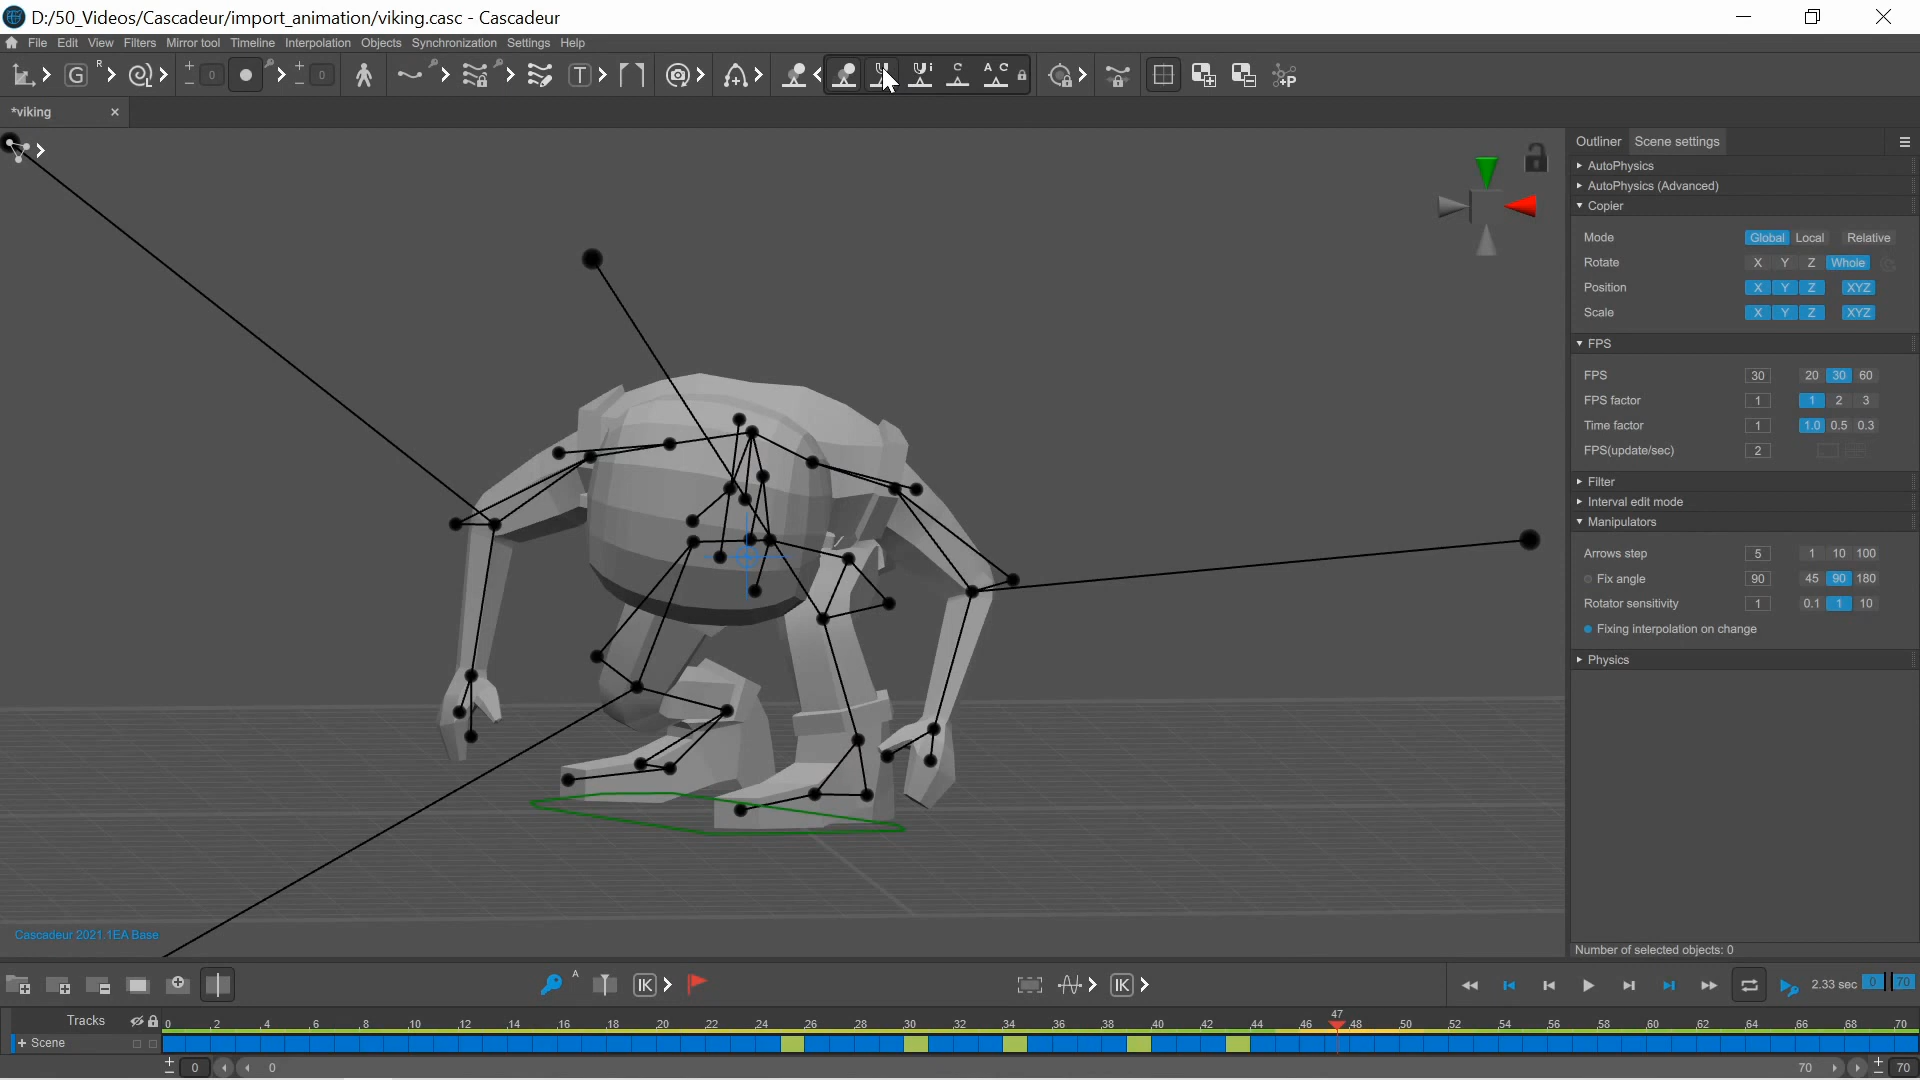 D:/50_Videos/Cascadeur/import_animation/viking.casc - Cascadeur
File Edit View Filters Mirror tool Timeline Interpolation Objects Synchronization Settings Help
G R 0 0 T U U i C A C P
*viking
Outliner Scene settings
AutoPhysics
AutoPhysics (Advanced)
Copier
Mode Global Local Relative
Rotate X Y Z Whole
Position X Y Z XYZ
Scale X Y Z XYZ
FPS
FPS 30 20 30 60
FPS factor 1 1 2 3
Time factor 1 1.0 0.5 0.3
FPS(update/sec) 2
Filter
Interval edit mode
Manipulators
Arrows step 5 1 10 100
Fix angle 90 45 90 180
Rotator sensitivity 1 0.1 1 10
Fixing interpolation on change
Physics
Cascadeur 2021.1EA Base
Number of selected objects: 0
A IK IK 2.33 sec 0 70
47
Tracks 0 2 4 6 8 10 12 14 16 18 20 22 24 26 28 30 32 34 36 38 40 42 44 46 48 50 52 54 56 58 60 62 64 66 68 70
+ Scene
0 0 70 70